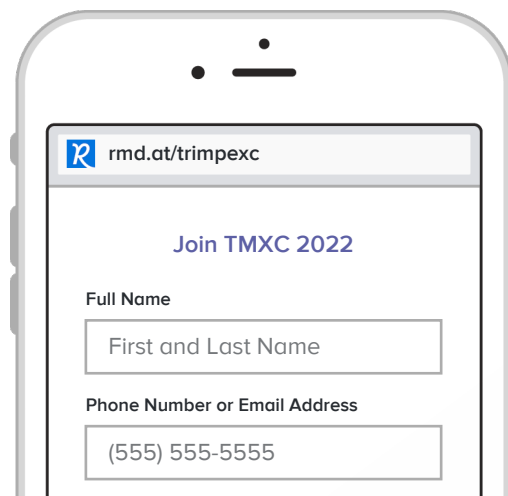 rmd.at/trimpexc
Join TMXC 2022
Full Name
First and Last Name
Phone Number or Email Address
(555) 555-5555